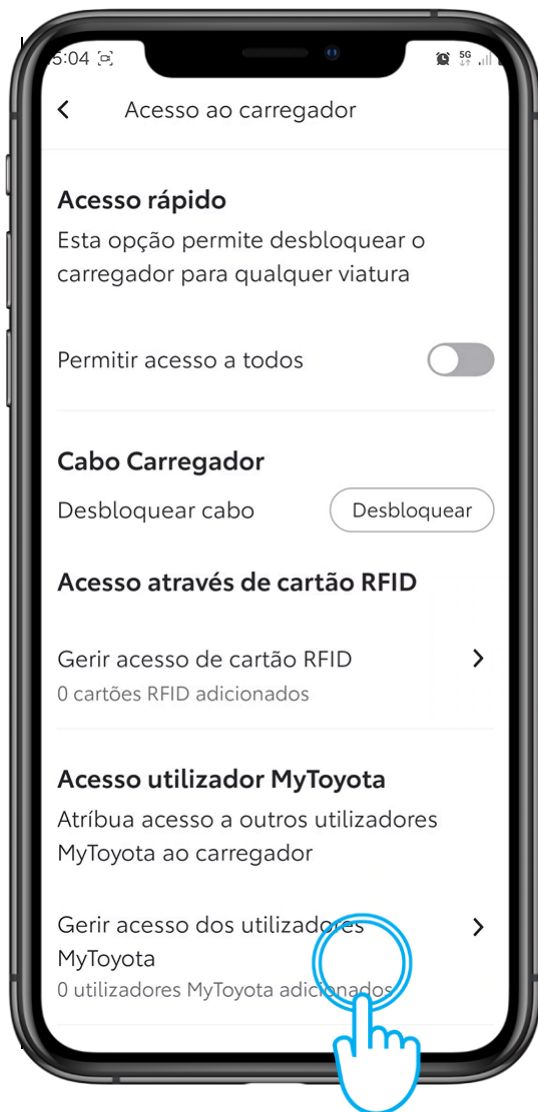 5:04
5G
Acesso ao carregador
Acesso rápido
Esta opção permite desbloquear o
carregador para qualquer viatura
Permitir acesso a todos
Cabo Carregador
Desbloquear cabo
Desbloquear
Acesso através de cartão RFID
Gerir acesso de cartão RFID
0 cartões RFID adicionados
Acesso utilizador MyToyota
Atríbua acesso a outros utilizadores
MyToyota ao carregador
Gerir acesso dos utilizadores
MyToyota
0 utilizadores MyToyota adicionados